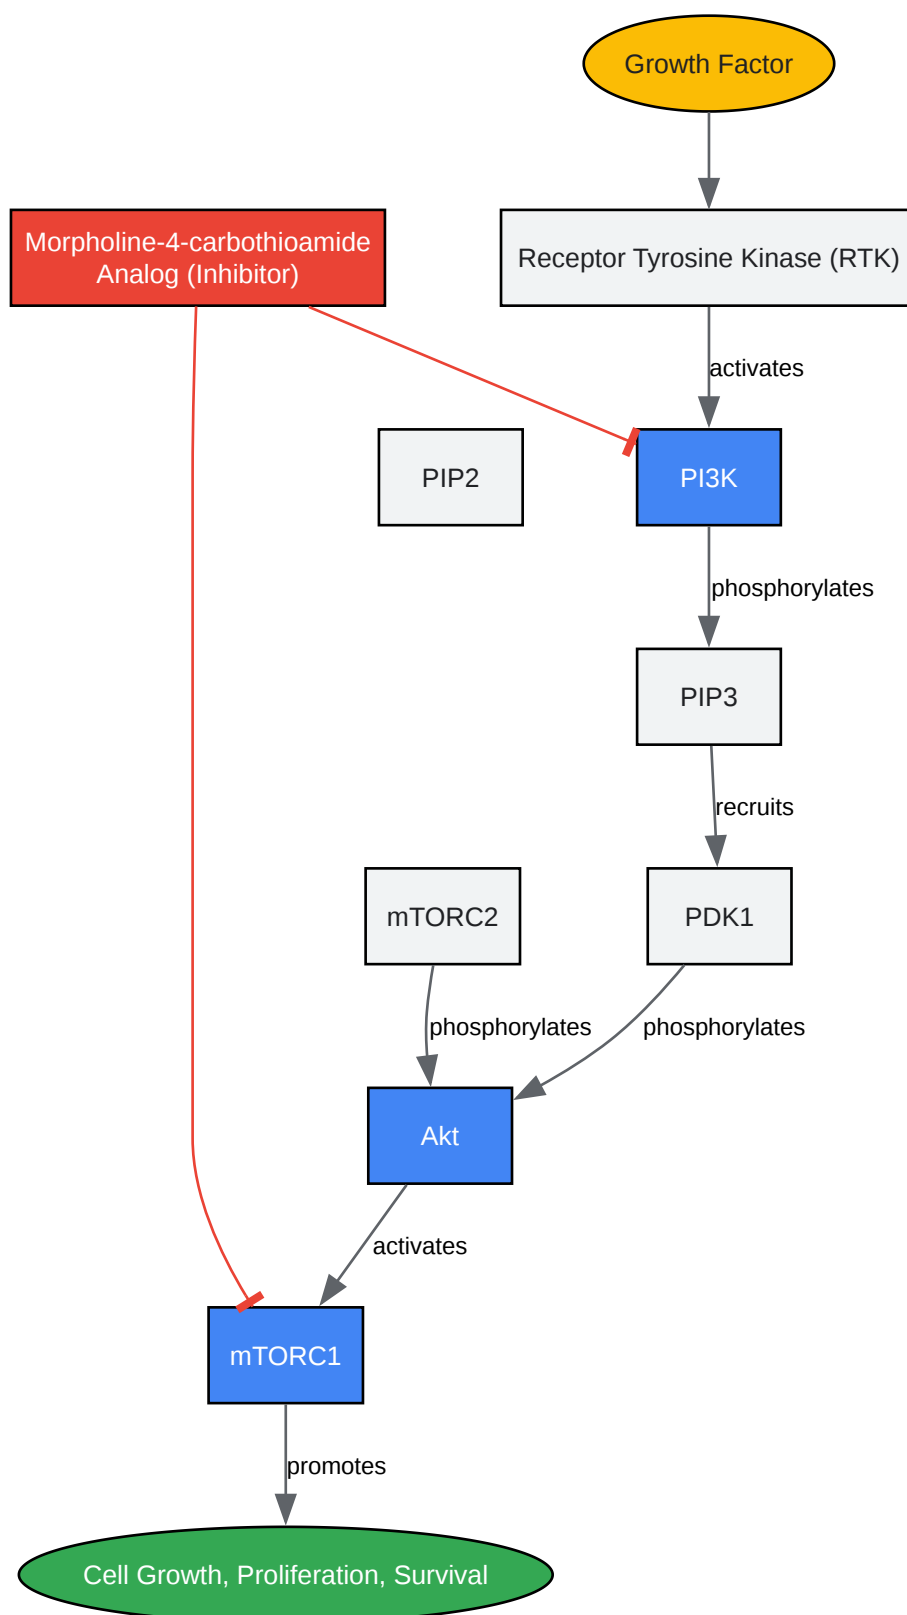 Growth Factor
Morpholine-4-carbothioamide
Analog (Inhibitor)
Receptor Tyrosine Kinase (RTK)
activates
PIP2
PI3K
phosphorylates
PIP3
recruits
mTORC2
PDK1
phosphorylates
phosphorylates
Akt
activates
mTORC1
promotes
Cell Growth, Proliferation, Survival